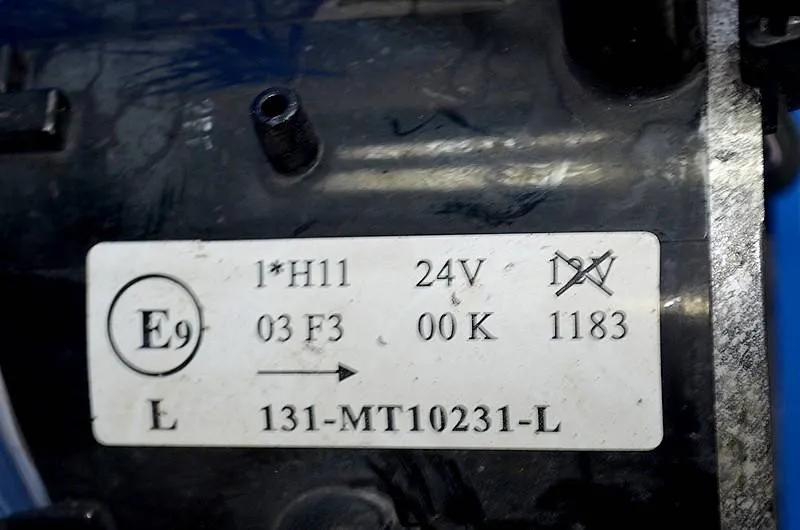 1*H11 24V 12V
E9 03 F3 00 K 1183
L 131-MT10231-L